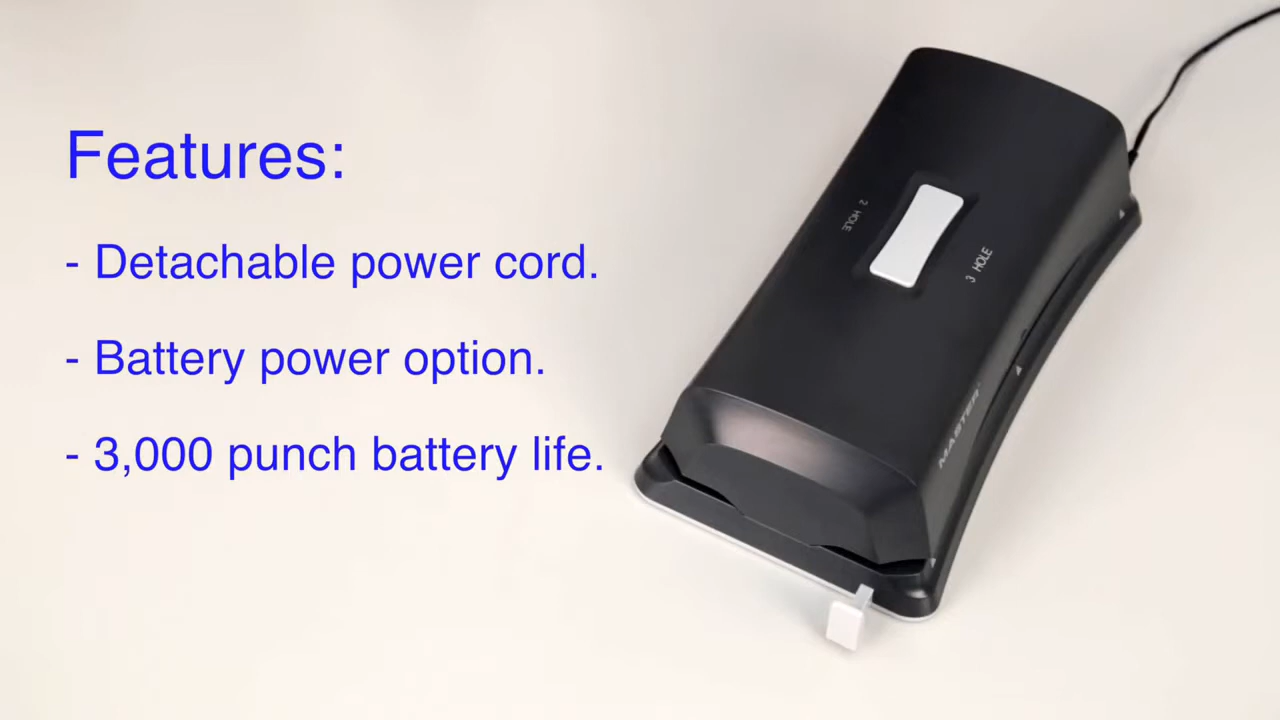 Features:
- Detachable power cord.
- Battery power option.
- 3,000 punch battery life.
2 HOLE
3 HOLE
MASTER